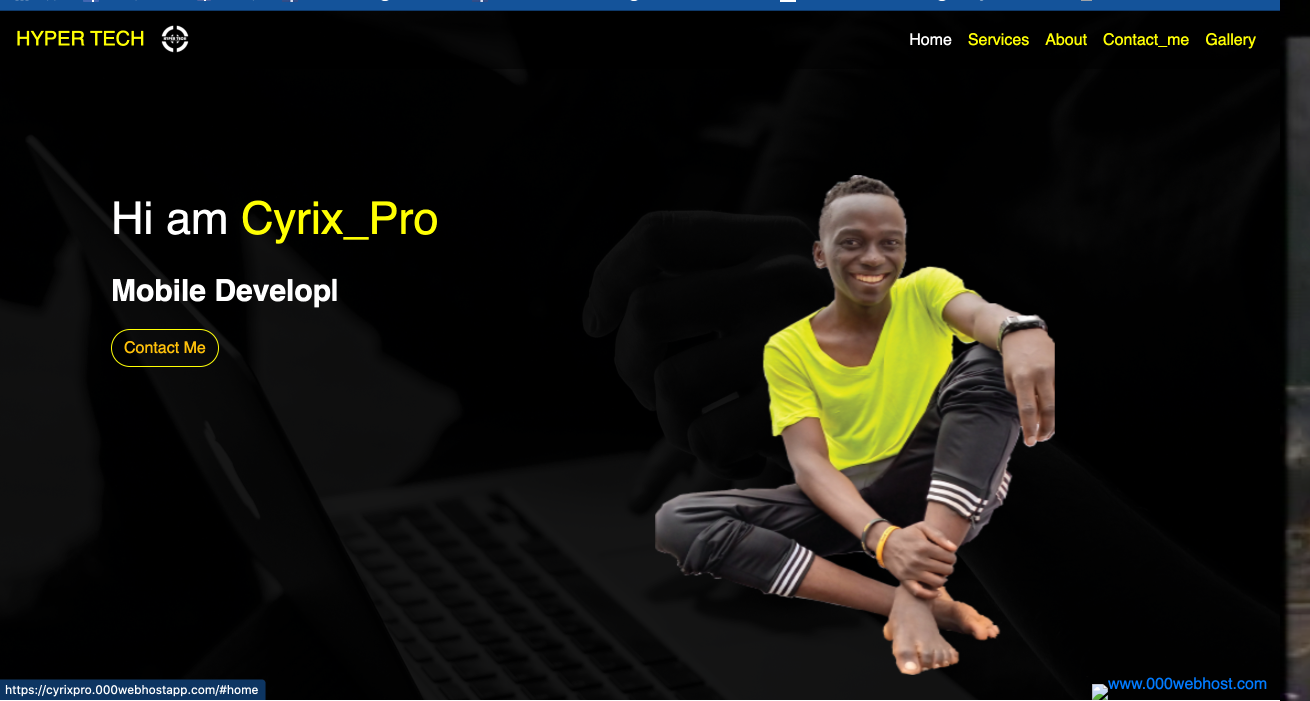 HYPER TECH
Home Services About Contact_me Gallery
Hi am Cyrix_Pro
Mobile Developl
Contact Me
https://cyrixpro.000webhostapp.com/#home
www.000webhost.com